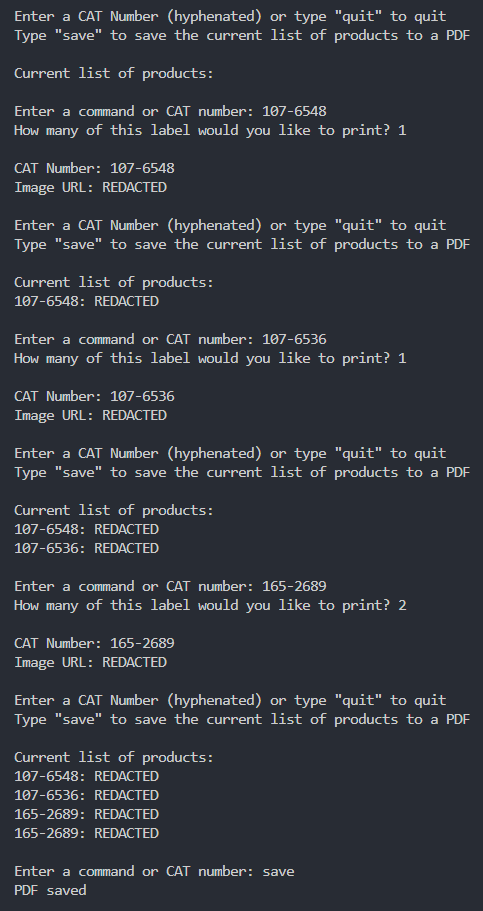 Enter a CAT Number (hyphenated) or type "quit" to quit
Type "save" to save the current list of products to a PDF
Current list of products:
Enter a command or CAT number: 107-6548
How many of this label would you like to print? 1
CAT Number: 107-6548
Image URL: REDACTED
Enter a CAT Number (hyphenated) or type "quit" to quit
Type "save" to save the current list of products to a PDF
Current list of products:
107-6548: REDACTED
Enter a command or CAT number: 107-6536
How many of this label would you like to print? 1
CAT Number: 107-6536
Image URL: REDACTED
Enter a CAT Number (hyphenated) or type "quit" to quit
Type "save" to save the current list of products to a PDF
Current list of products:
107-6548: REDACTED
107-6536: REDACTED
Enter a command or CAT number: 165-2689
How many of this label would you like to print? 2
CAT Number: 165-2689
Image URL: REDACTED
Enter a CAT Number (hyphenated) or type "quit" to quit
Type "save" to save the current list of products to a PDF
Current list of products:
107-6548: REDACTED
107-6536: REDACTED
165-2689: REDACTED
165-2689: REDACTED
Enter a command or CAT number: save
PDF saved